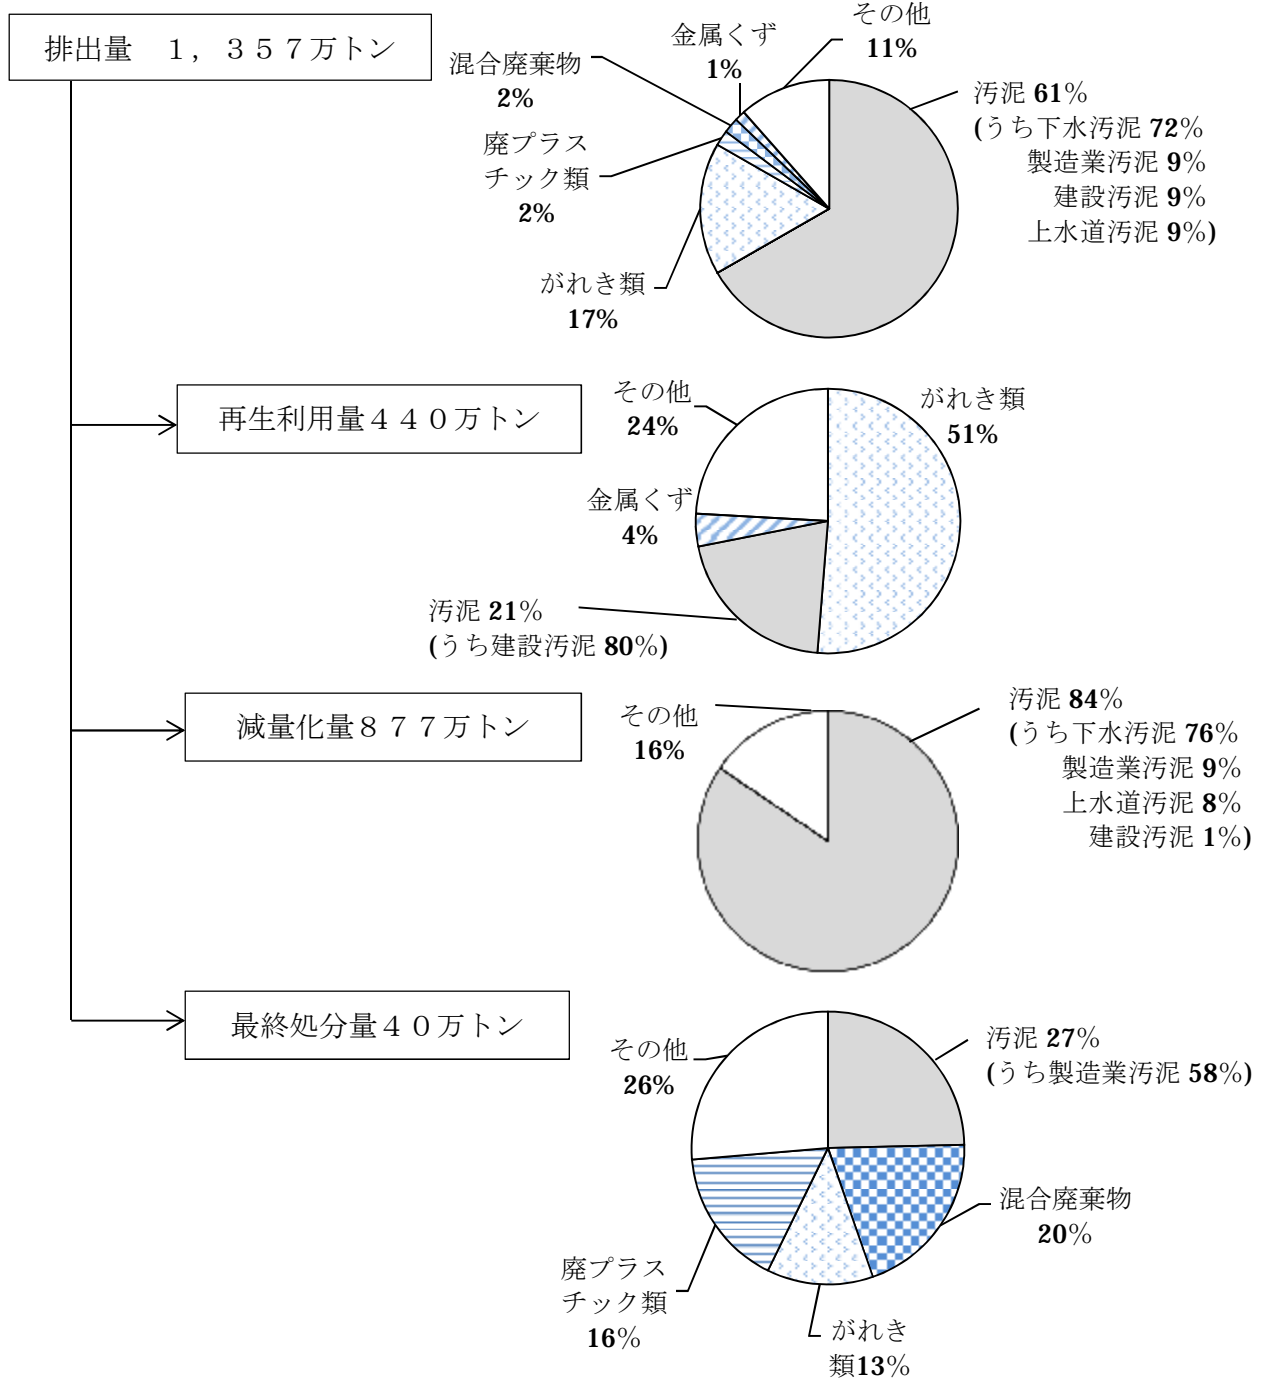 排出量　１，３５７万トン
その他
11%
金属くず
1%
混合廃棄物
2%
廃プラス
チック類
2%
がれき類
17%
汚泥 61%
(うち下水汚泥 72%
製造業汚泥 9%
建設汚泥 9%
上水道汚泥 9%)
再生利用量４４０万トン
その他
24%
がれき類
51%
金属くず
4%
汚泥 21%
(うち建設汚泥 80%)
減量化量８７７万トン
その他
16%
汚泥 84%
(うち下水汚泥 76%
製造業汚泥 9%
上水道汚泥 8%
建設汚泥 1%)
最終処分量４０万トン
その他
26%
汚泥 27%
(うち製造業汚泥 58%)
混合廃棄物
20%
廃プラス
チック類
16%
がれき
類13%